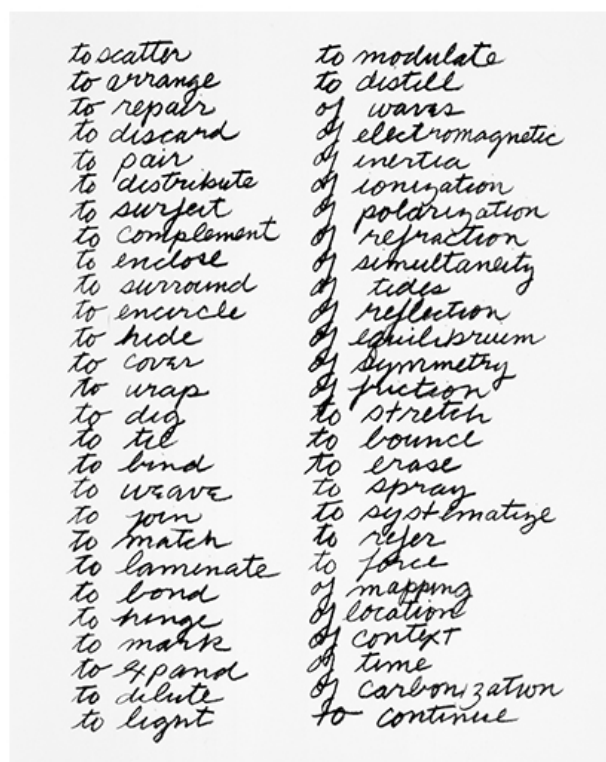 to scatter
to arrange
to repair
to discard
to pair
to distribute
to surfeit
to complement
to enclose
to surround
to encircle
to hide
to cover
to wrap
to dig
to tie
to bind
to weave
to join
to match
to laminate
to bond
to hinge
to mark
to expand
to dilute
to light
to modulate
to distill
of waves
of electromagnetic
of inertia
of ionization
of polarization
of refraction
of simultaneity
of tides
of reflection
of equilibrium
of symmetry
of friction
to stretch
to bounce
to erase
to spray
to systematize
to refer
to force
of mapping
of location
of context
of time
of carbonization
to continue